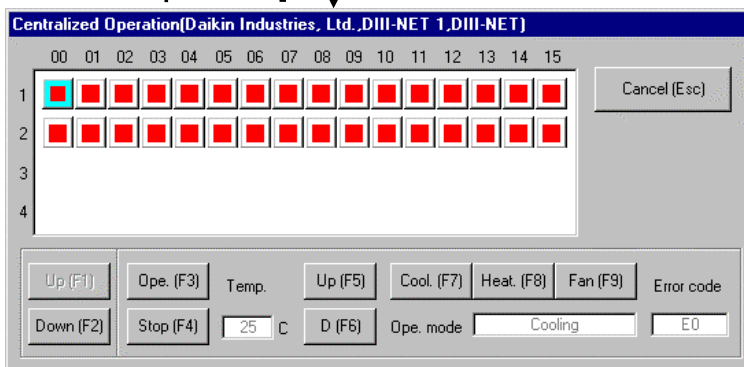 Centralized Operation(Daikin Industries, Ltd.,DIII-NET 1,DIII-NET)
00 01 02 03 04 05 06 07 08 09 10 11 12 13 14 15
1
2
3
4
Cancel (Esc)
Up (F1)
Ope. (F3)
Temp.
Up (F5)
Cool. (F7)
Heat. (F8)
Fan (F9)
Error code
Down (F2)
Stop (F4)
25 C
D (F6)
Ope. mode
Cooling
E0